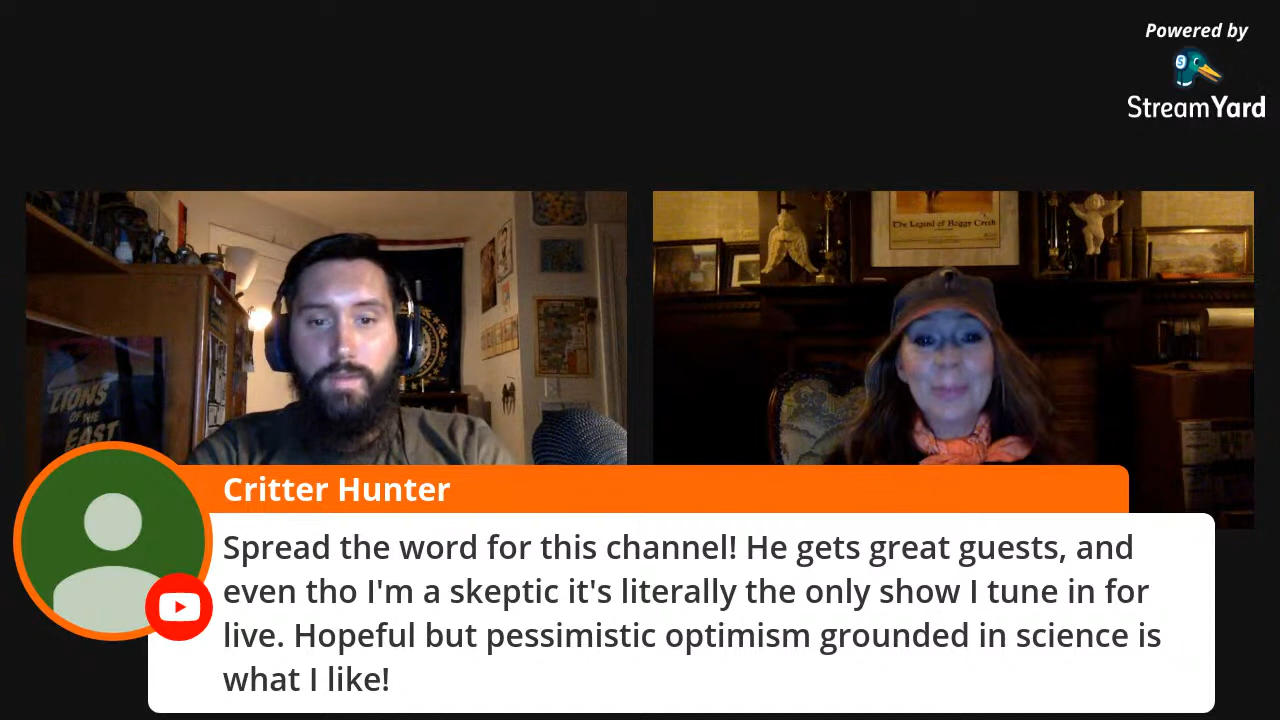 Powered by
StreamYard
The Legend of Boggy Creek
LIONS
OF THE
EAST
Critter Hunter
Spread the word for this channel! He gets great guests, and
even tho I'm a skeptic it's literally the only show I tune in for
live. Hopeful but pessimistic optimism grounded in science is
what I like!